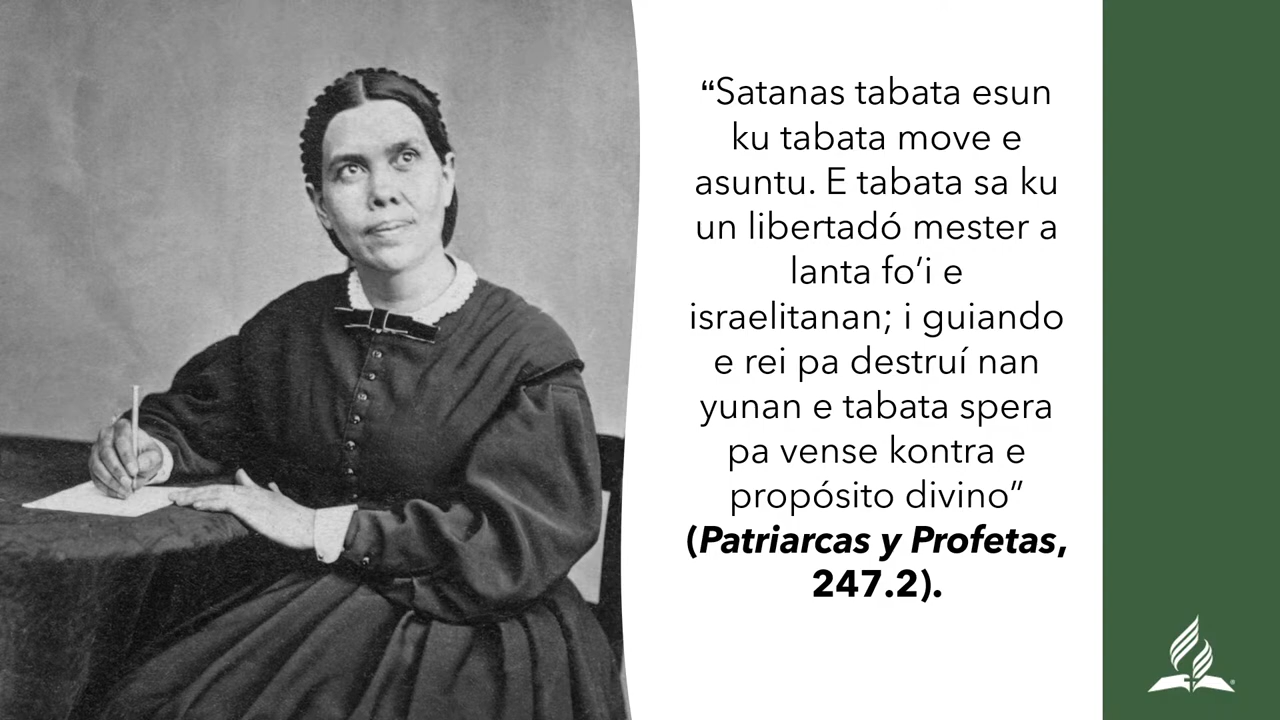 “Satanas tabata esun
ku tabata move e
asuntu. E tabata sa ku
un libertadó mester a
lanta fo’i e
israelitanan; i guiando
e rei pa destruí nan
yunan e tabata spera
pa vense kontra e
propósito divino”
(Patriarcas y Profetas,
247.2).